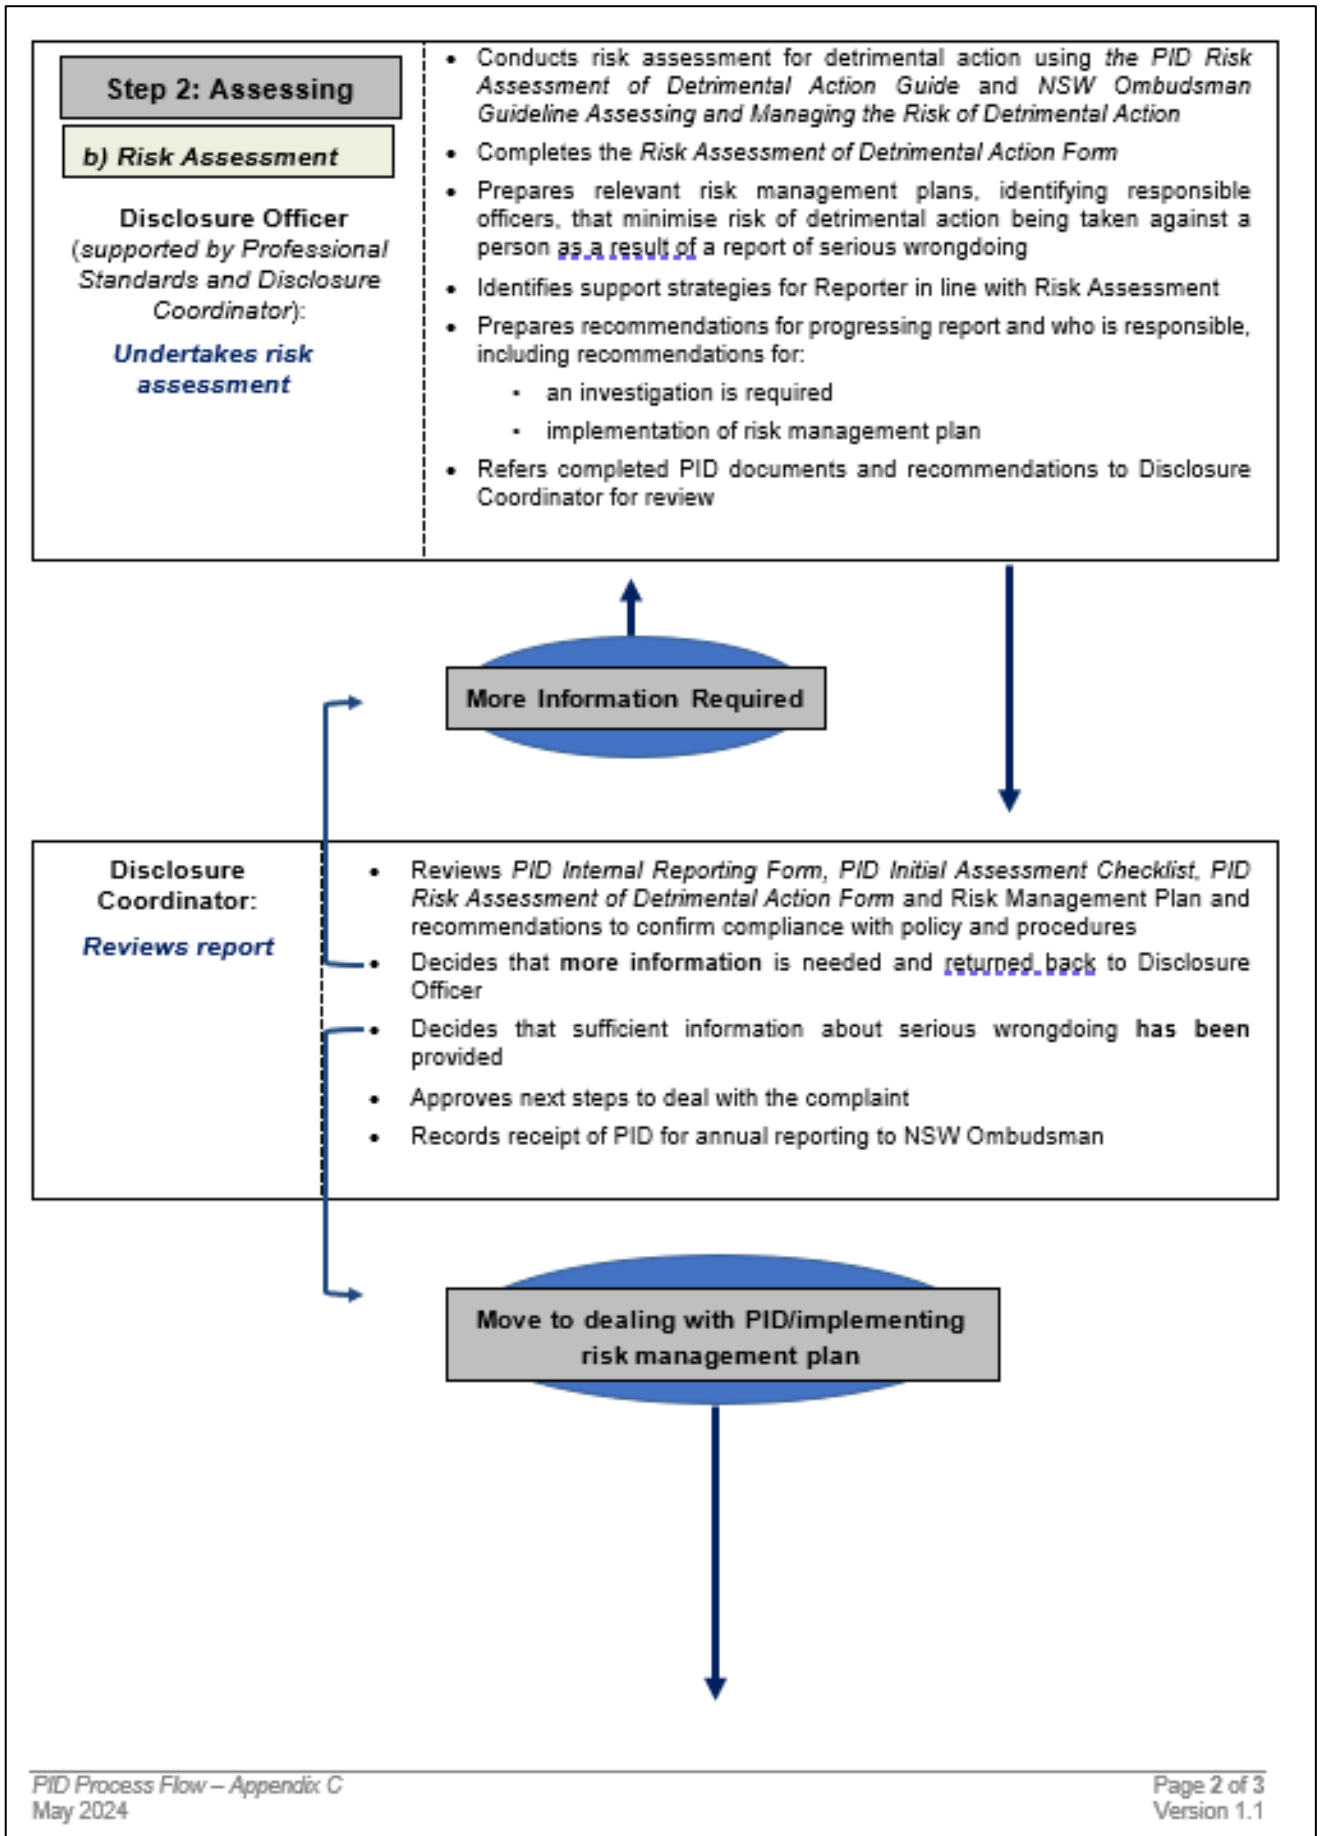 Step 2: Assessing
b) Risk Assessment
Disclosure Officer
(supported by Professional
Standards and Disclosure
Coordinator):
Undertakes risk
assessment
• Conducts risk assessment for detrimental action using the PID Risk
Assessment of Detrimental Action Guide and NSW Ombudsman
Guideline Assessing and Managing the Risk of Detrimental Action
• Completes the Risk Assessment of Detrimental Action Form
• Prepares relevant risk management plans, identifying responsible
officers, that minimise risk of detrimental action being taken against a
person as a result of a report of serious wrongdoing
• Identifies support strategies for Reporter in line with Risk Assessment
• Prepares recommendations for progressing report and who is responsible,
including recommendations for:
▪ an investigation is required
▪ implementation of risk management plan
• Refers completed PID documents and recommendations to Disclosure
Coordinator for review
More Information Required
Disclosure
Coordinator:
Reviews report
• Reviews PID Internal Reporting Form, PID Initial Assessment Checklist, PID
Risk Assessment of Detrimental Action Form and Risk Management Plan and
recommendations to confirm compliance with policy and procedures
• Decides that more information is needed and returned back to Disclosure
Officer
• Decides that sufficient information about serious wrongdoing has been
provided
• Approves next steps to deal with the complaint
• Records receipt of PID for annual reporting to NSW Ombudsman
Move to dealing with PID/implementing
risk management plan
PID Process Flow – Appendix C
May 2024
Page 2 of 3
Version 1.1